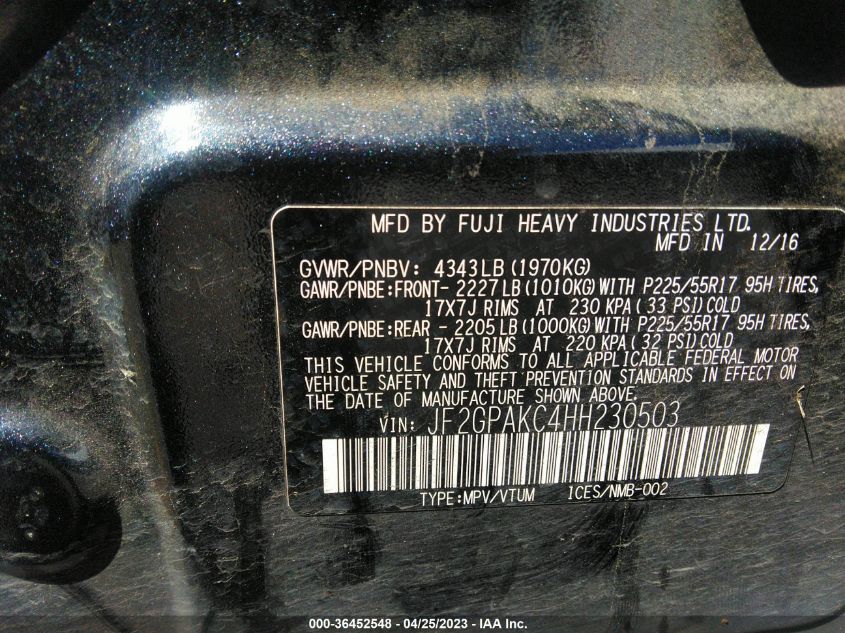 MFD BY FUJI HEAVY INDUSTRIES LTD.
MFD IN 12/16
GVWR/PNBV: 4343LB (1970KG)
GAWR/PNBE:FRONT- 2227 LB (1010KG) WITH P225/55R17 95H TIRES,
17X7J RIMS AT 230 KPA ( 33 PSI) COLD
GAWR/PNBE:REAR - 2205 LB (1000KG) WITH P225/55R17 95H TIRES,
17X7J RIMS AT 220 KPA ( 32 PSI) COLD
THIS VEHICLE CONFORMS TO ALL APPLICABLE FEDERAL MOTOR
VEHICLE SAFETY AND THEFT PREVENTION STANDARDS IN EFFECT ON
THE DATE OF MANUFACTURE SHOWN ABOVE.
VIN: JF2GPAKC4HH230503
TYPE:MPV/VTUM ICES/NMB-002
000-36452548 - 04/25/2023 - IAA Inc.